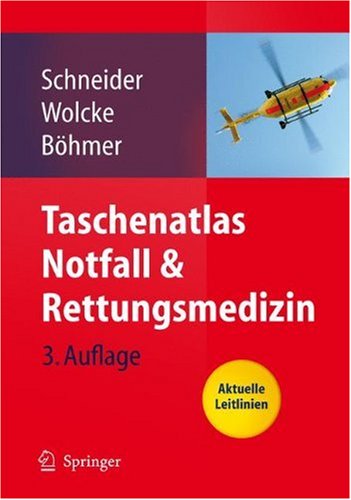 Schneider
Wolcke
Böhmer
Taschenatlas
Notfall &
Rettungsmedizin
3. Auflage
Aktuelle
Leitlinien
Springer